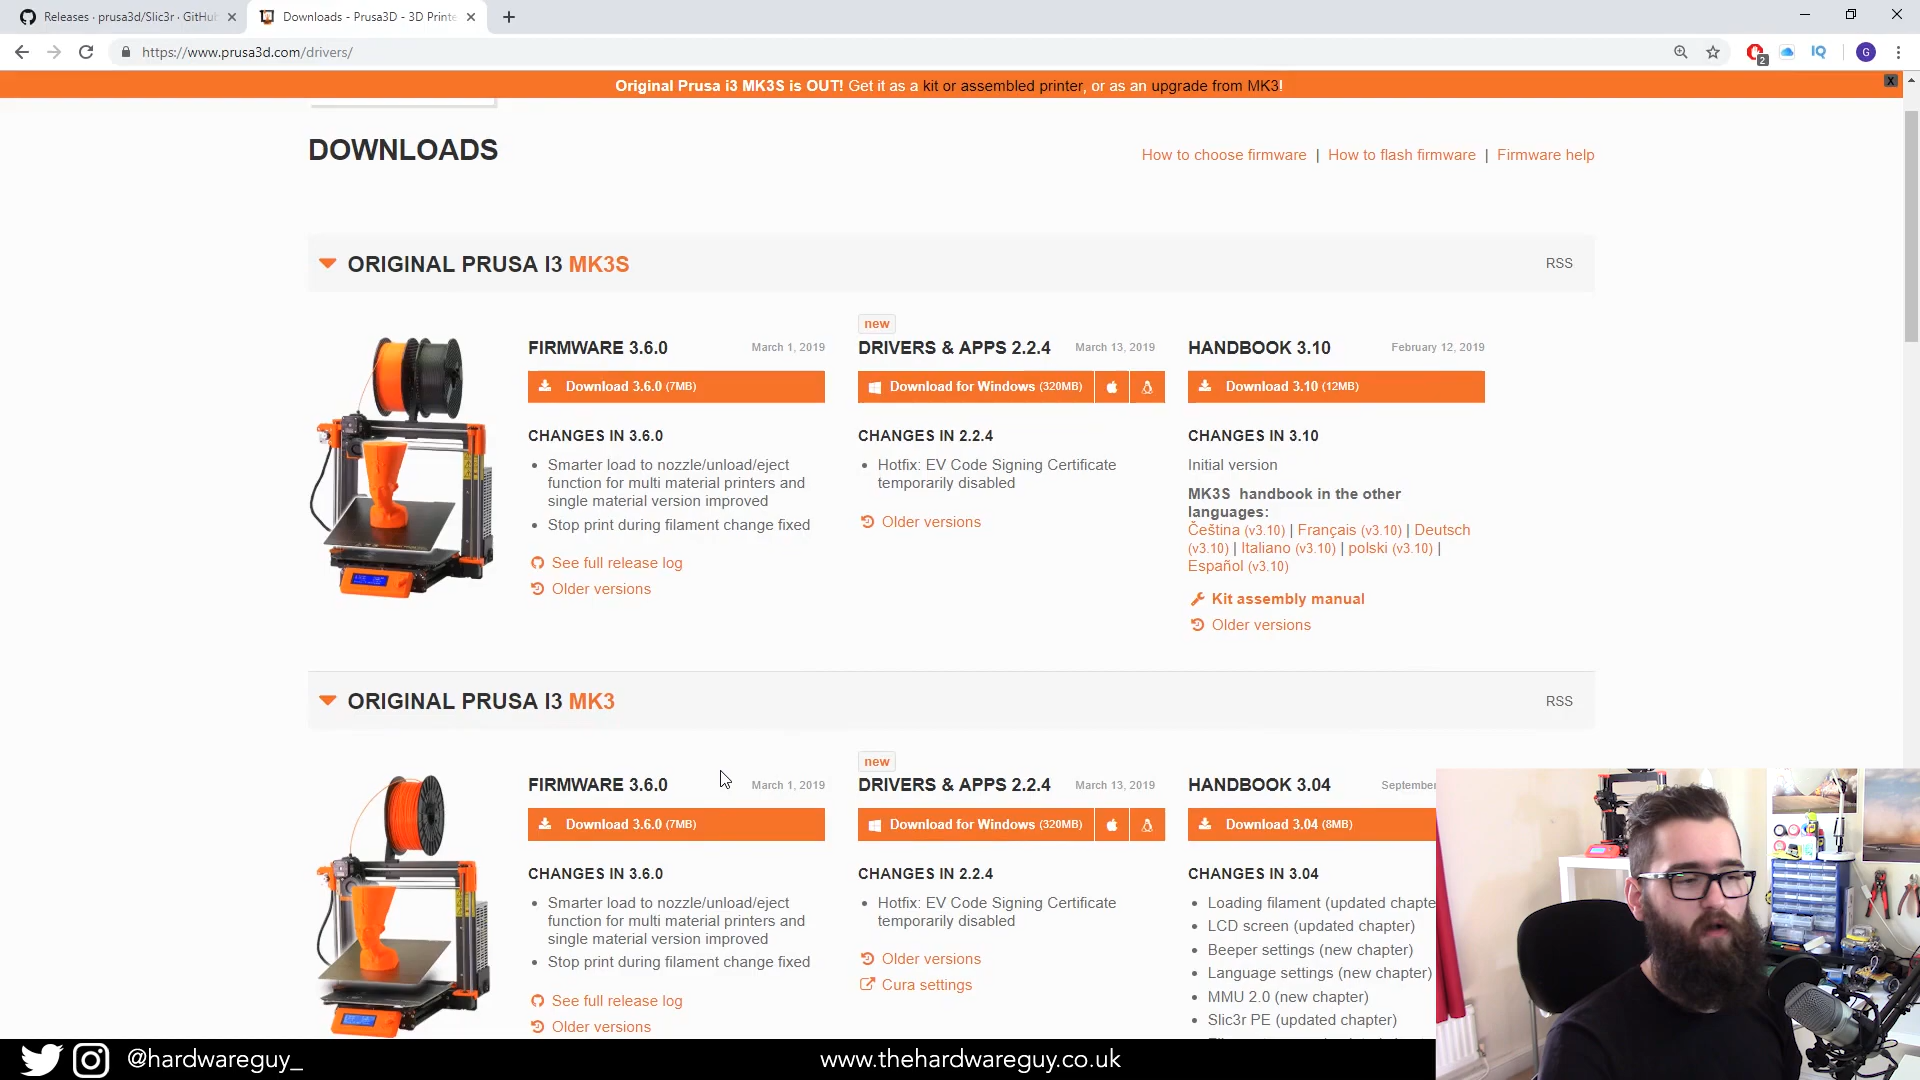 Releases · prusa3d/Slic3r · GitHub
Downloads - Prusa3D - 3D Printe
https://www.prusa3d.com/drivers/
2
IQ
G
Original Prusa i3 MK3S is OUT! Get it as a kit or assembled printer, or as an upgrade from MK3!
x
DOWNLOADS
How to choose firmware | How to flash firmware | Firmware help
ORIGINAL PRUSA I3 MK3S
RSS
FIRMWARE 3.6.0
March 1, 2019
Download 3.6.0 (7MB)
CHANGES IN 3.6.0
• Smarter load to nozzle/unload/eject
function for multi material printers and
single material version improved
• Stop print during filament change fixed
See full release log
Older versions
new
DRIVERS & APPS 2.2.4
March 13, 2019
Download for Windows (320MB)
CHANGES IN 2.2.4
• Hotfix: EV Code Signing Certificate
temporarily disabled
Older versions
HANDBOOK 3.10
February 12, 2019
Download 3.10 (12MB)
CHANGES IN 3.10
Initial version
MK3S handbook in the other
languages:
Čeština (v3.10) | Français (v3.10) | Deutsch
(v3.10) | Italiano (v3.10) | polski (v3.10) |
Español (v3.10)
Kit assembly manual
Older versions
ORIGINAL PRUSA I3 MK3
RSS
FIRMWARE 3.6.0
March 1, 2019
Download 3.6.0 (7MB)
CHANGES IN 3.6.0
• Smarter load to nozzle/unload/eject
function for multi material printers and
single material version improved
• Stop print during filament change fixed
See full release log
Older versions
new
DRIVERS & APPS 2.2.4
March 13, 2019
Download for Windows (320MB)
CHANGES IN 2.2.4
• Hotfix: EV Code Signing Certificate
temporarily disabled
Older versions
Cura settings
HANDBOOK 3.04
September
Download 3.04 (8MB)
CHANGES IN 3.04
• Loading filament (updated chapte
• LCD screen (updated chapter)
• Beeper settings (new chapter)
• Language settings (new chapter)
• MMU 2.0 (new chapter)
• Slic3r PE (updated chapter)
@hardwareguy_
www.thehardwareguy.co.uk